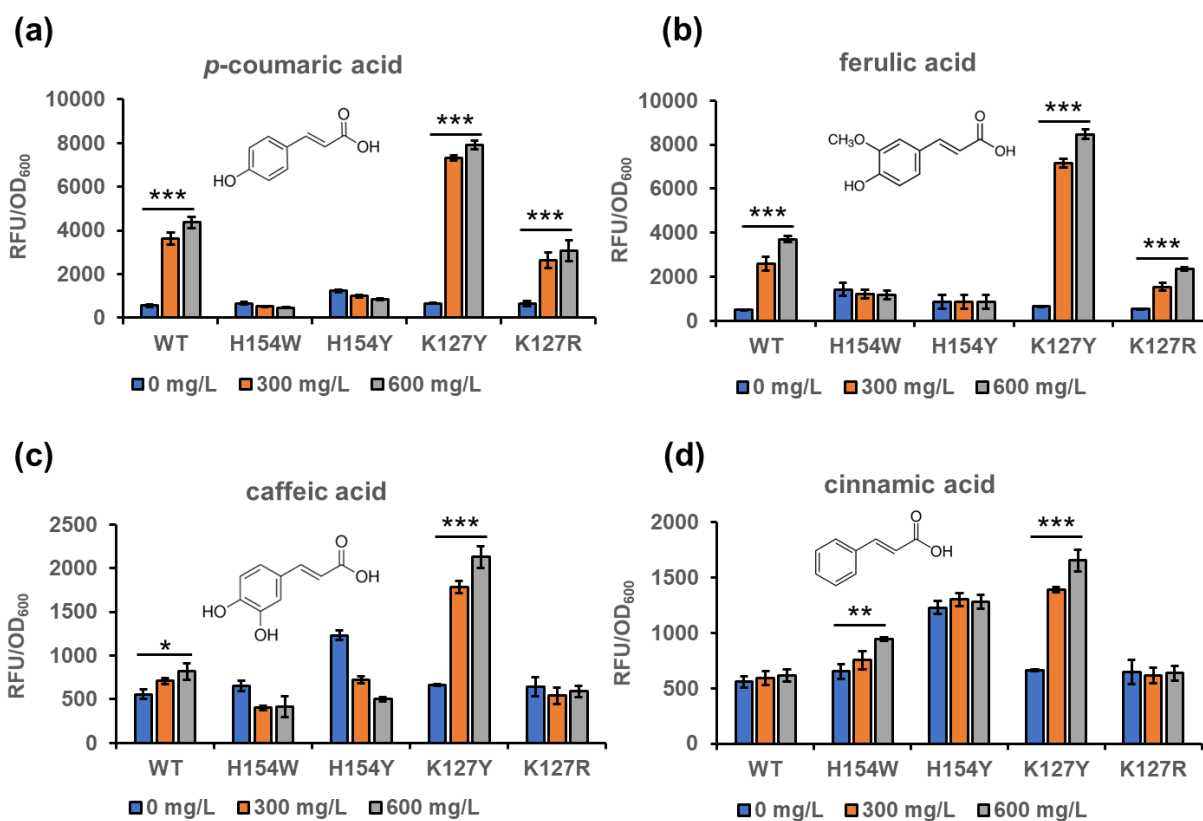 (a)
p-coumaric acid
RFU/OD600
10000
8000
6000
4000
2000
0
***
***
***
O
OH
HO
WT H154W H154Y K127Y K127R
0 mg/L 300 mg/L 600 mg/L
(b)
ferulic acid
RFU/OD600
10000
8000
6000
4000
2000
0
***
***
***
O
CH3O
OH
HO
WT H154W H154Y K127Y K127R
0 mg/L 300 mg/L 600 mg/L
(c)
caffeic acid
RFU/OD600
2500
2000
1500
1000
500
0
*
***
O
OH
HO
OH
WT H154W H154Y K127Y K127R
0 mg/L 300 mg/L 600 mg/L
(d)
cinnamic acid
RFU/OD600
2000
1500
1000
500
0
**
***
O
OH
WT H154W H154Y K127Y K127R
0 mg/L 300 mg/L 600 mg/L